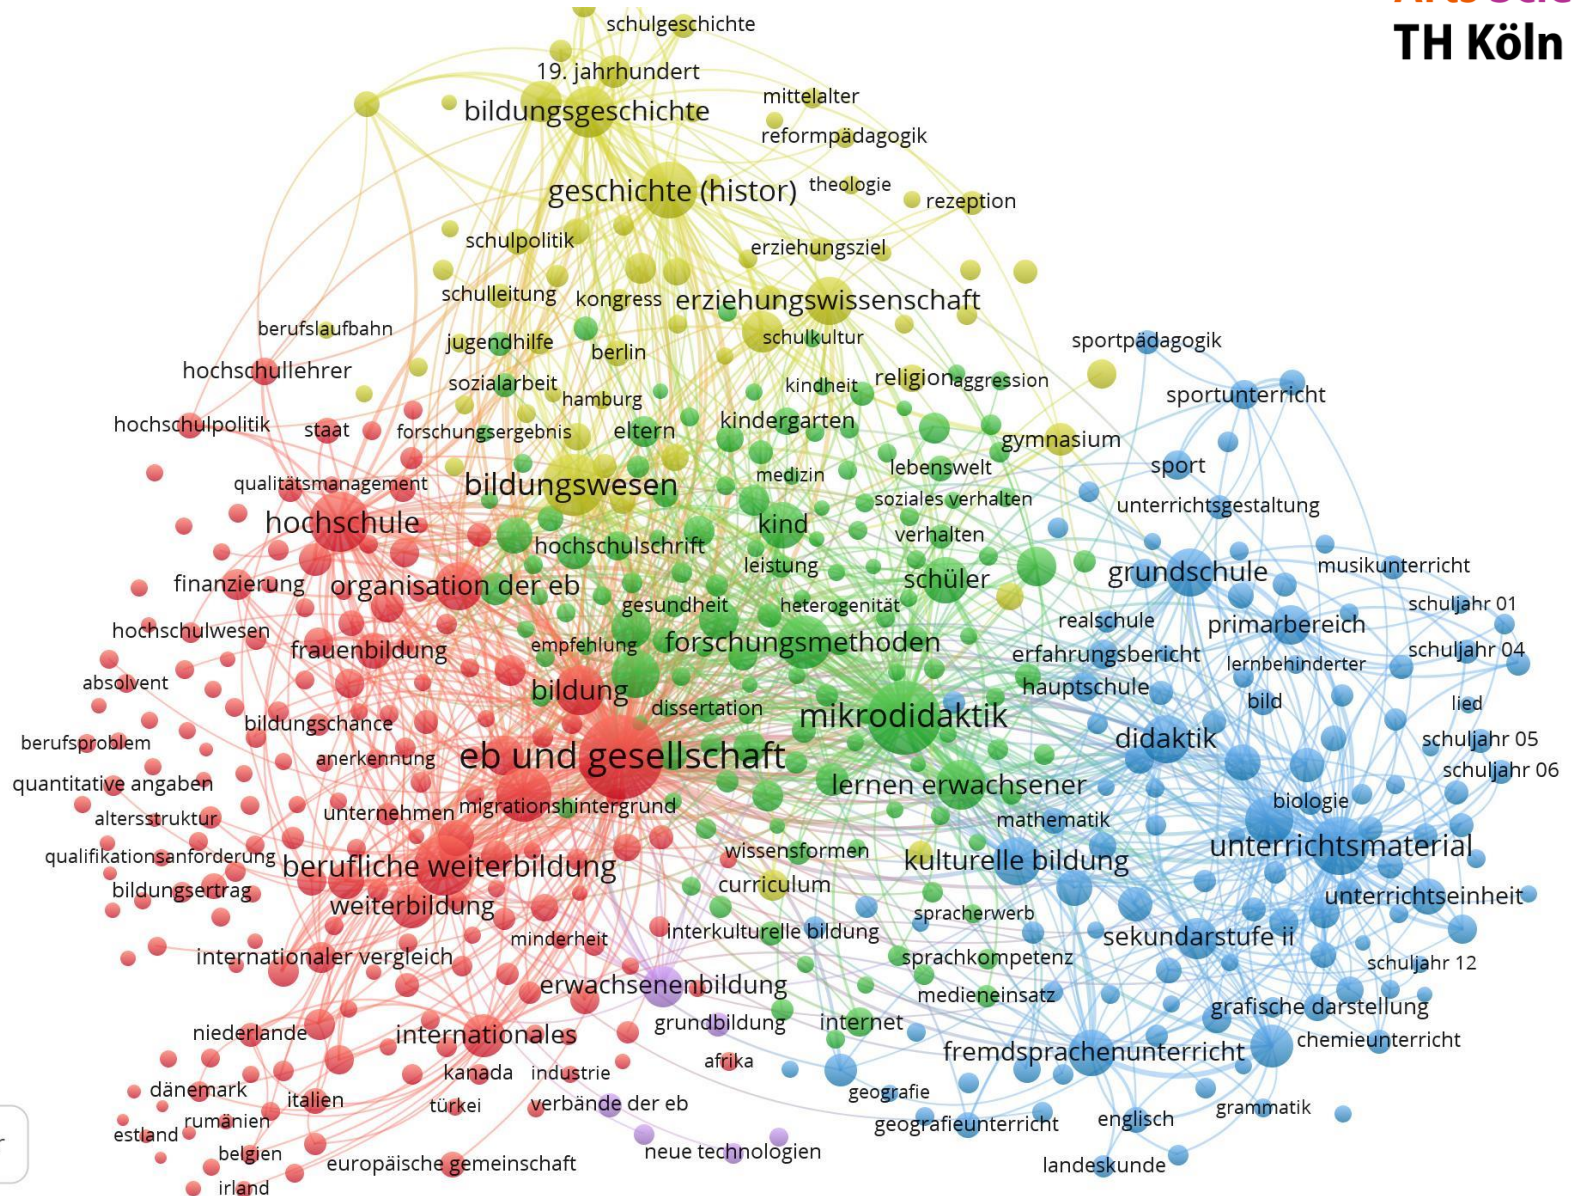 TH Köln
schulgeschichte
19. jahrhundert
mittelalter
bildungsgeschichte
reformpädagogik
theologie
geschichte (histor)
rezeption
schulpolitik
erziehungsziel
schulleitung
kongress
erziehungswissenschaft
berufslaufbahn
schulkultur
sportpädagogik
jugendhilfe
berlin
hochschullehrer
religion
aggression
sozialarbeit
kindheit
sportunterricht
hamburg
hochschulpolitik
staat
forschungsergebnis
eltern
kindergarten
gymnasium
lebenswelt
sport
medizin
qualitätsmanagement
bildungswesen
soziales verhalten
unterrichtsgestaltung
hochschule
kind
verhalten
hochschulschrift
leistung
musikunterricht
grundschule
finanzierung
organisation der eb
schüler
gesundheit
heterogenität
schuljahr 01
realschule
primarbereich
hochschulwesen
frauenbildung
empfehlung
forschungsmethoden
erfahrungsbericht
schuljahr 04
lernbehinderter
absolvent
bildung
hauptschule
bild
lied
dissertation
mikrodidaktik
bildungschance
didaktik
schuljahr 05
berufsproblem
anerkennung
eb und gesellschaft
schuljahr 06
quantitative angaben
lernen erwachsener
biologie
unternehmen
migrationshintergrund
altersstruktur
mathematik
unterrichtsmaterial
qualifikationsanforderung
berufliche weiterbildung
wissensformen
kulturelle bildung
curriculum
bildungsertrag
unterrichtseinheit
weiterbildung
spracherwerb
interkulturelle bildung
minderheit
sekundarstufe ii
internationaler vergleich
sprachkompetenz
schuljahr 12
erwachsenenbildung
medieneinsatz
grafische darstellung
grundbildung
internet
niederlande
internationales
chemieunterricht
fremdsprachenunterricht
afrika
kanada
industrie
dänemark
geografie
italien
türkei
verbände der eb
grammatik
rumänien
geografieunterricht
englisch
estland
belgien
neue technologien
europäische gemeinschaft
landeskunde
irland